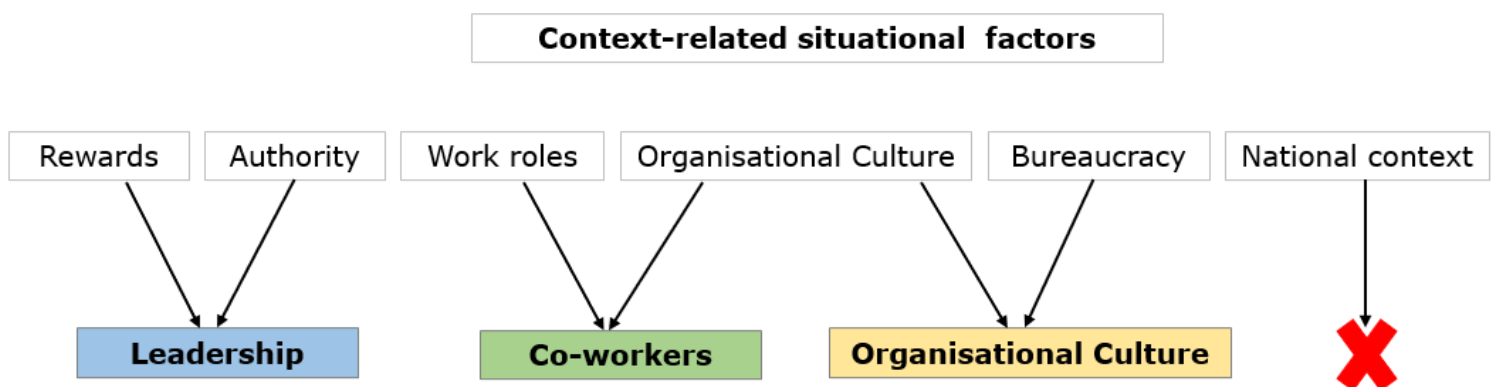 Context-related situational factors
Rewards
Authority
Work roles
Organisational Culture
Bureaucracy
National context
Leadership
Co-workers
Organisational Culture